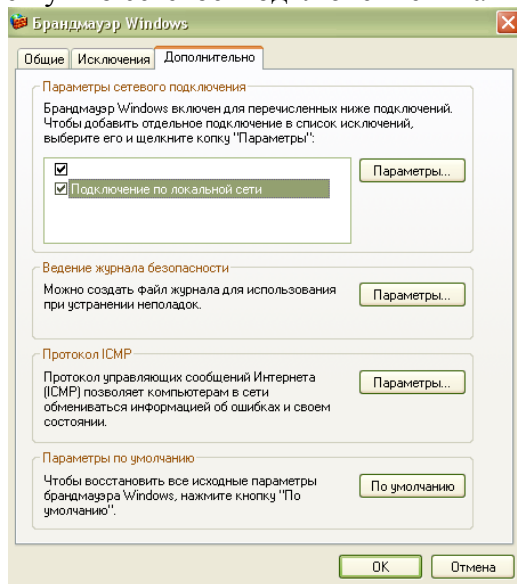 Брандмауэр Windows
Общие Исключения Дополнительно
Параметры сетевого подключения
Брандмауэр Windows включен для перечисленных ниже подключений.
Чтобы добавить отдельное подключение в список исключений,
выберите его и щелкните копку "Параметры":
Подключение по локальной сети
Параметры...
Ведение журнала безопасности
Можно создать файл журнала для использования
при устранении неполадок.
Параметры...
Протокол ICMP
Протокол управляющих сообщений Интернета
(ICMP) позволяет компьютерам в сети
обмениваться информацией об ошибках и своем
состоянии.
Параметры...
Параметры по умолчанию
Чтобы восстановить все исходные параметры
брандмауэра Windows, нажмите кнопку "По
умолчанию".
По умолчанию
OK Отмена